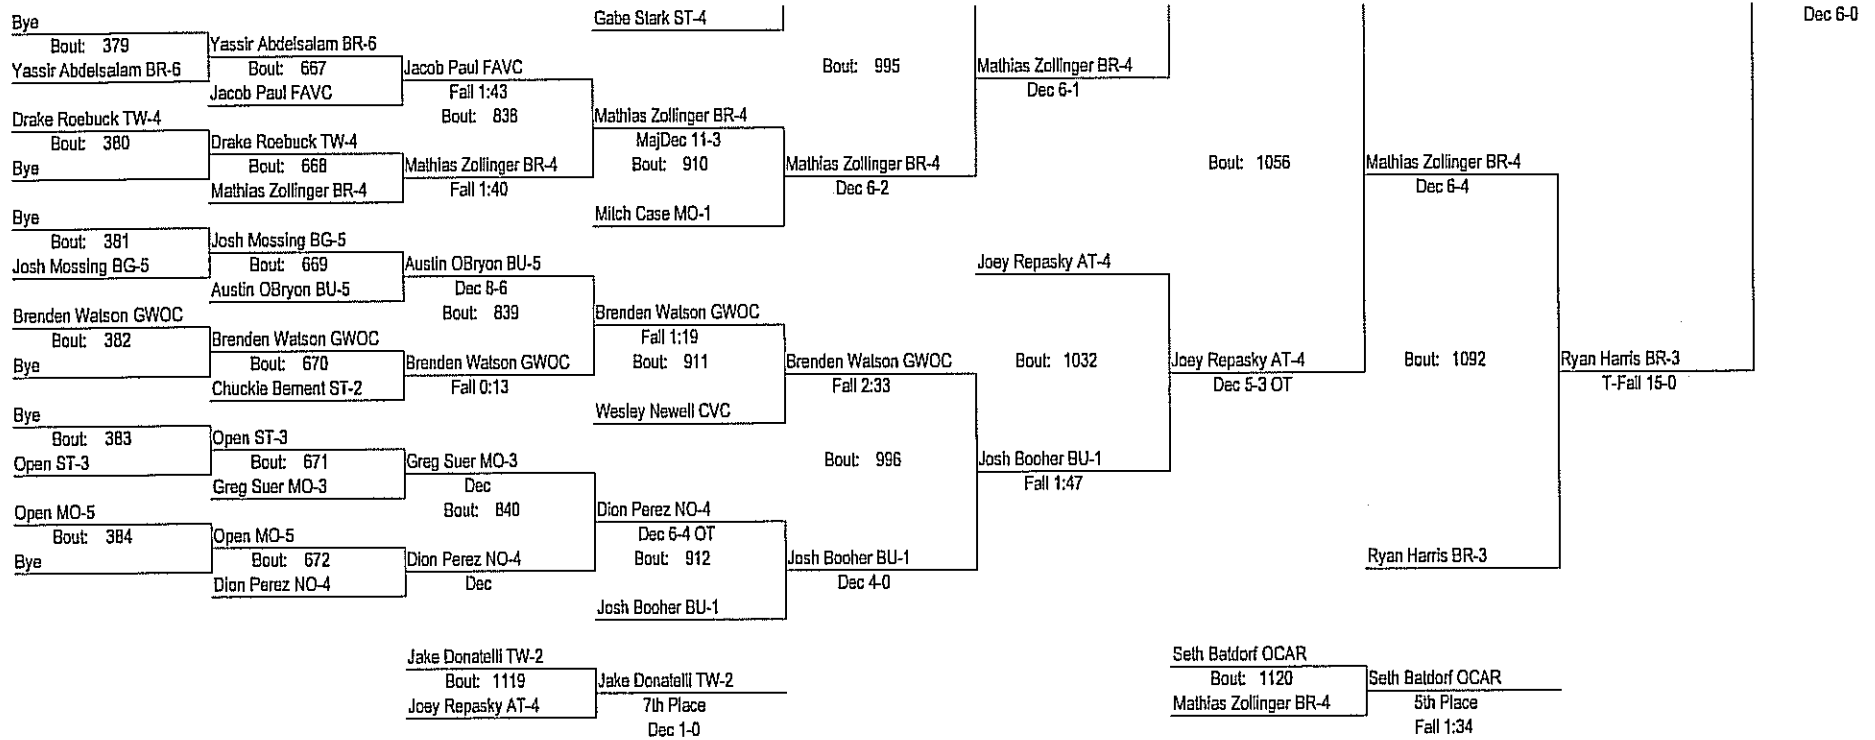 Bye
Bout: 379
Yassir Abdelsalam BR-6
Drake Roebuck TW-4
Bout: 380
Bye
Bye
Bout: 381
Josh Mossing BG-5
Brenden Watson GWOC
Bout: 382
Bye
Bye
Bout: 383
Open ST-3
Open MO-5
Bout: 384
Bye
Yassir Abdelsalam BR-6
Bout: 667
Jacob Paul FAVC
Drake Roebuck TW-4
Bout: 668
Mathias Zollinger BR-4
Josh Mossing BG-5
Bout: 669
Austin OBryon BU-5
Brenden Watson GWOC
Bout: 670
Chuckie Bement ST-2
Open ST-3
Bout: 671
Greg Suer MO-3
Open MO-5
Bout: 672
Dion Perez NO-4
Jacob Paul FAVC
Fall 1:43
Bout: 838
Mathias Zollinger BR-4
Fall 1:40
Austin OBryon BU-5
Dec 8-6
Bout: 839
Brenden Watson GWOC
Fall 0:13
Greg Suer MO-3
Dec
Bout: 840
Dion Perez NO-4
Dec
Gabe Stark ST-4
Mathias Zollinger BR-4
MajDec 11-3
Bout: 910
Mitch Case MO-1
Brenden Watson GWOC
Fall 1:19
Bout: 911
Wesley Newell CVC
Dion Perez NO-4
Dec 6-4 OT
Bout: 912
Josh Booher BU-1
Bout: 995
Mathias Zollinger BR-4
Dec 6-2
Brenden Watson GWOC
Fall 2:33
Bout: 996
Josh Booher BU-1
Dec 4-0
Mathias Zollinger BR-4
Dec 6-1
Joey Repasky AT-4
Bout: 1032
Josh Booher BU-1
Fall 1:47
Bout: 1056
Joey Repasky AT-4
Dec 5-3 OT
Mathias Zollinger BR-4
Dec 6-4
Bout: 1092
Ryan Harris BR-3
Ryan Harris BR-3
T-Fall 15-0
Dec 6-0
Jake Donatelli TW-2
Bout: 1119
Joey Repasky AT-4
Jake Donatelli TW-2
7th Place
Dec 1-0
Seth Batdorf OCAR
Bout: 1120
Mathias Zollinger BR-4
Seth Batdorf OCAR
5th Place
Fall 1:34